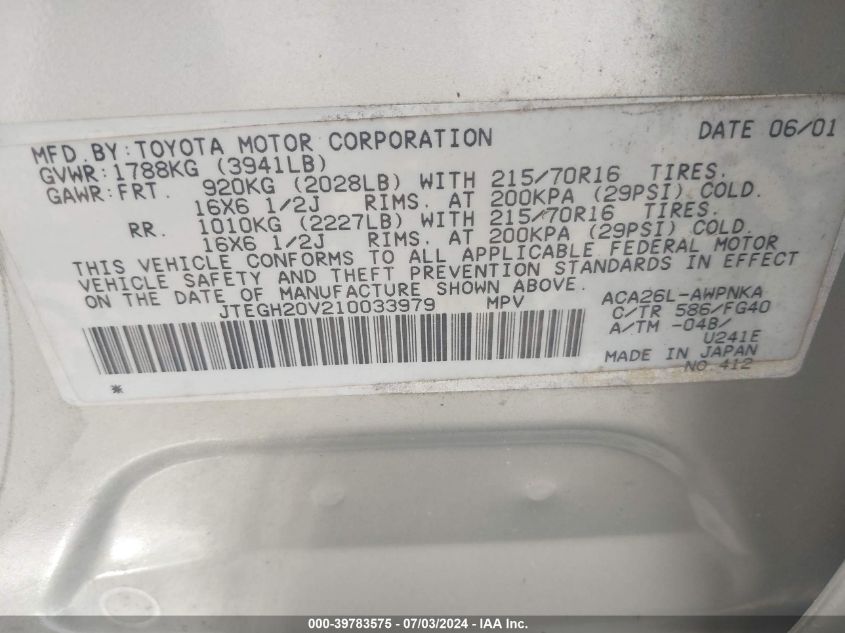 MFD.BY:TOYOTA MOTOR CORPORATION DATE 06/01
GVWR:1788KG (3941LB)
GAWR:FRT. 920KG (2028LB) WITH 215/70R16 TIRES.
16X6 1/2J RIMS. AT 200KPA (29PSI) COLD.
RR. 1010KG (2227LB) WITH 215/70R16 TIRES.
16X6 1/2J RIMS. AT 200KPA (29PSI) COLD.
THIS VEHICLE CONFORMS TO ALL APPLICABLE FEDERAL MOTOR
VEHICLE SAFETY AND THEFT PREVENTION STANDARDS IN EFFECT
ON THE DATE OF MANUFACTURE SHOWN ABOVE.
JTEGH20V210033979 MPV
ACA26L-AWPNKA
C/TR 586/FG40
A/TM -04B/
U241E
MADE IN JAPAN
NO 412
*
000-39783575 - 07/03/2024 - IAA Inc.